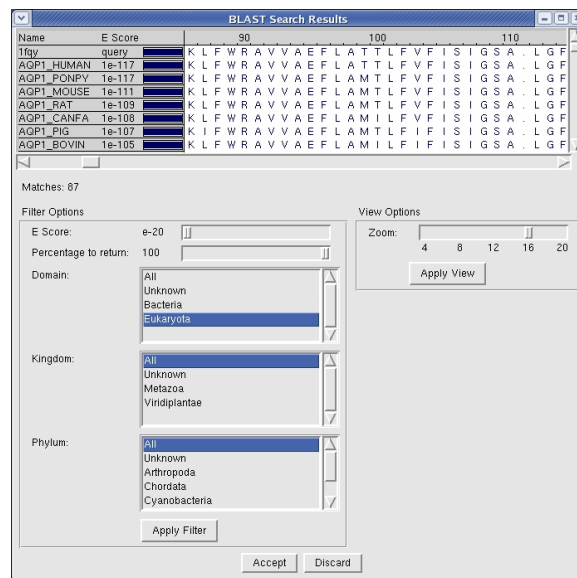 BLAST Search Results
Name E Score 90 100 110
1fqy query K L F W R A V V A E F L A T T L F V F I S I G S A . L G F
AQP1_HUMAN 1e-117 K L F W R A V V A E F L A T T L F V F I S I G S A . L G F
AQP1_PONPY 1e-117 K L F W R A V V A E F L A M T L F V F I S I G S A . L G F
AQP1_MOUSE 1e-111 K L F W R A V V A E F L A M T L F V F I S I G S A . L G F
AQP1_RAT 1e-109 K L F W R A V V A E F L A M T L F V F I S I G S A . L G F
AQP1_CANFA 1e-108 K L F W R A V V A E F L A M I L F I F I S I G S A . L G F
AQP1_PIG 1e-107 K I F W R A V V A E F L A M T L F I F I S I G S A . L G F
AQP1_BOVIN 1e-105 K L F W R A V V A E F L A M I L F I F I S I G S A . L G F
Matches: 87
Filter Options
E Score: e-20
Percentage to return: 100
Domain:
All
Unknown
Bacteria
Eukaryota
Kingdom:
All
Unknown
Metazoa
Viridiplantae
Phylum:
All
Unknown
Arthropoda
Chordata
Cyanobacteria
Apply Filter
View Options
Zoom:
4 8 12 16 20
Apply View
Accept Discard